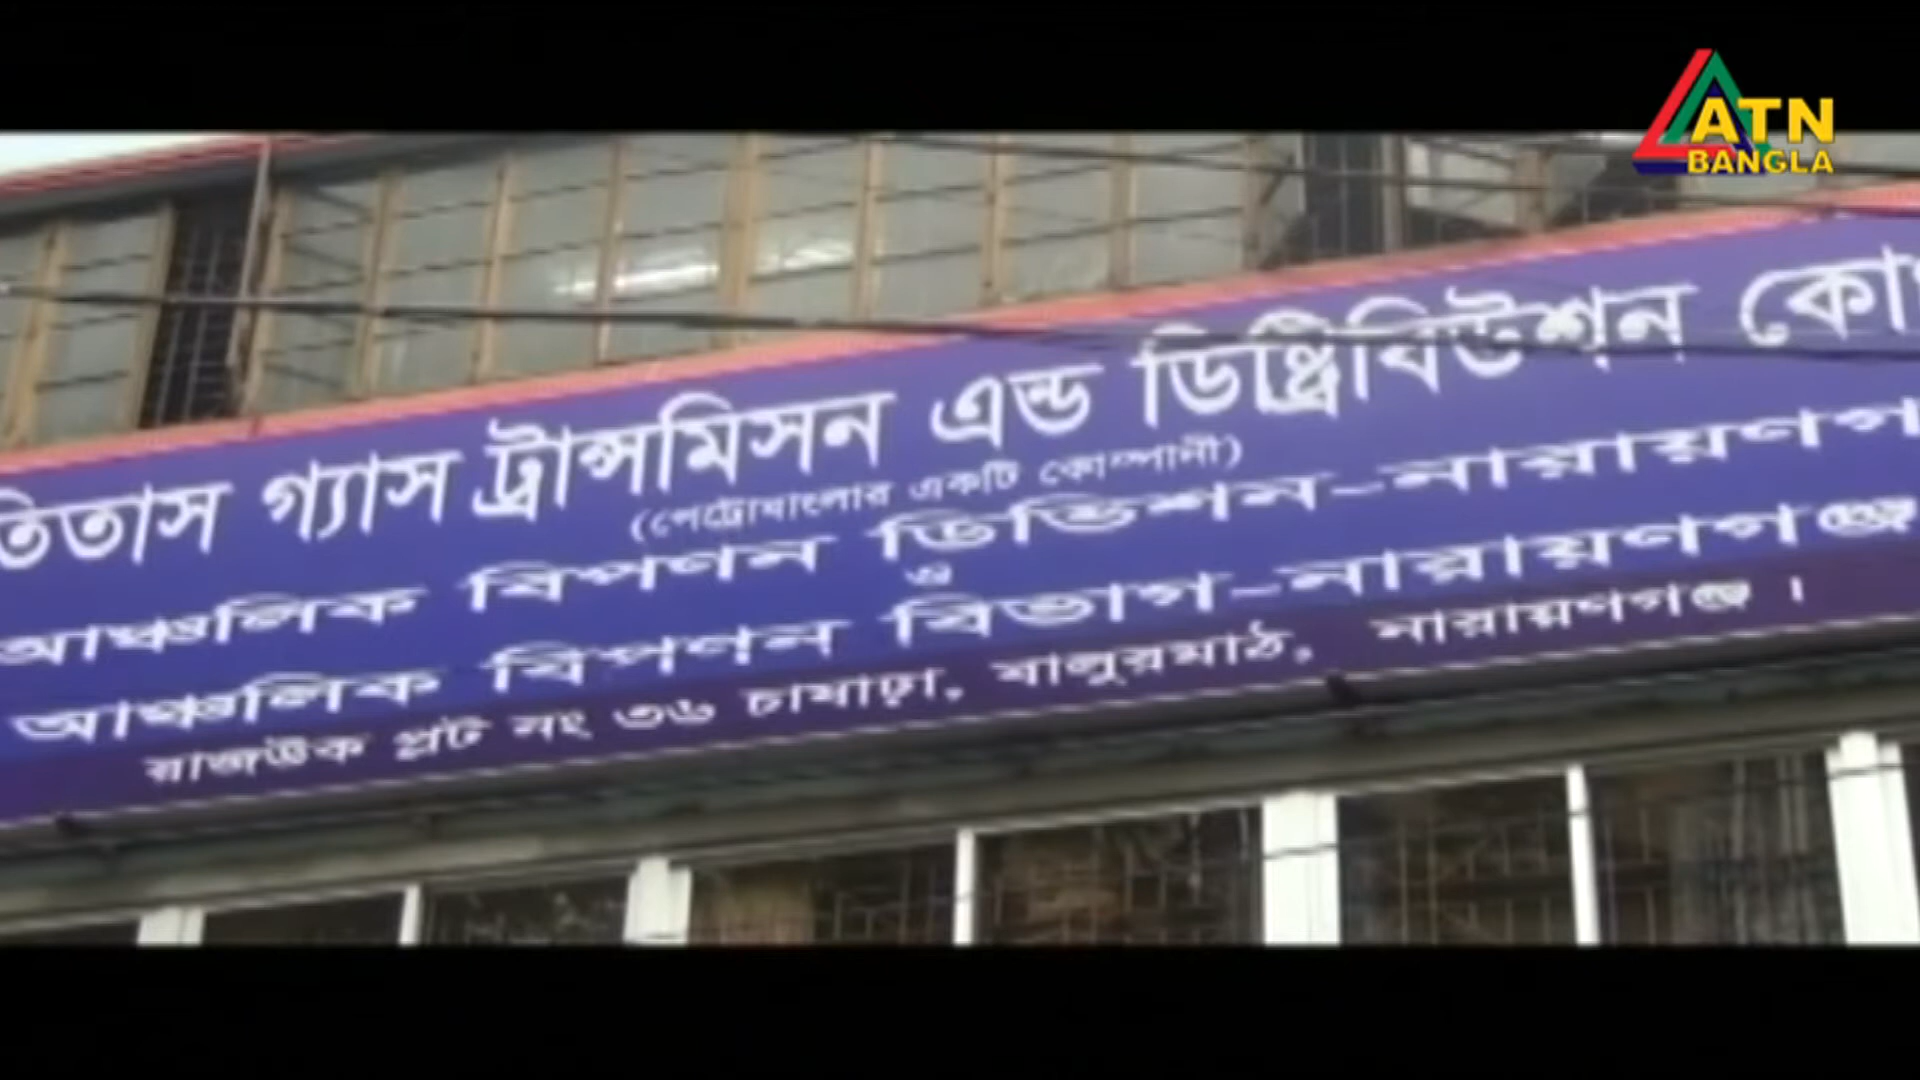 ATN
BANGLA
তিতাস গ্যাস ট্রান্সমিসন এন্ড ডিষ্ট্রিবিউশন
(পেট্রোবাংলার একটি কোম্পানী)
আঞ্চলিক বিপণন ডিভিশন-নারায়ণগ
ও
আঞ্চলিক বিপণন বিভাগ-নারায়ণগঞ্জ
রাজউক প্লট নং ৩৬ চাষাঢ়া, বালুরমাঠ, নারায়ণগঞ্জ।